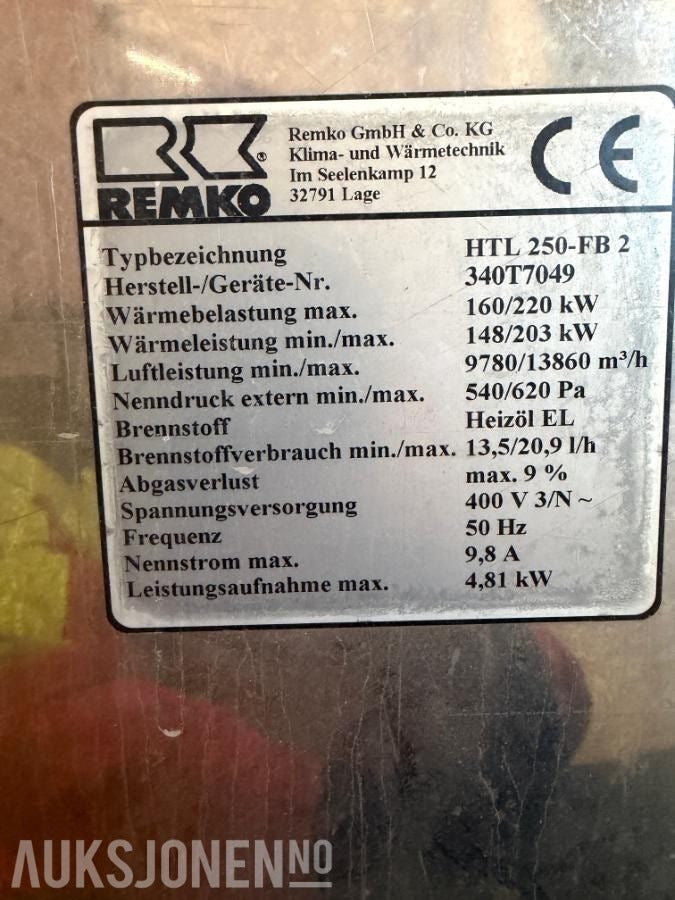 REMKO
Remko GmbH & Co. KG
Klima- und Wärmetechnik
Im Seelenkamp 12
32791 Lage
CE
Typbezeichnung HTL 250-FB 2
Herstell-/Geräte-Nr. 340T7049
Wärmebelastung max. 160/220 kW
Wärmeleistung min./max. 148/203 kW
Luftleistung min./max. 9780/13860 m³/h
Nenndruck extern min./max. 540/620 Pa
Brennstoff Heizöl EL
Brennstoffverbrauch min./max. 13,5/20,9 l/h
Abgasverlust max. 9 %
Spannungsversorgung 400 V 3/N ~
Frequenz 50 Hz
Nennstrom max. 9,8 A
Leistungsaufnahme max. 4,81 kW
AUKSJONEN NO